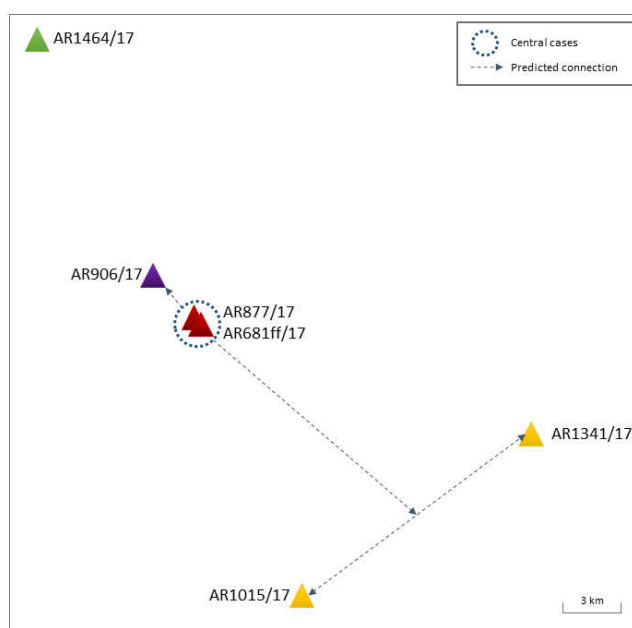 AR1464/17
Central cases
Predicted connection
AR906/17
AR877/17
AR681ff/17
AR1341/17
AR1015/17
3 km